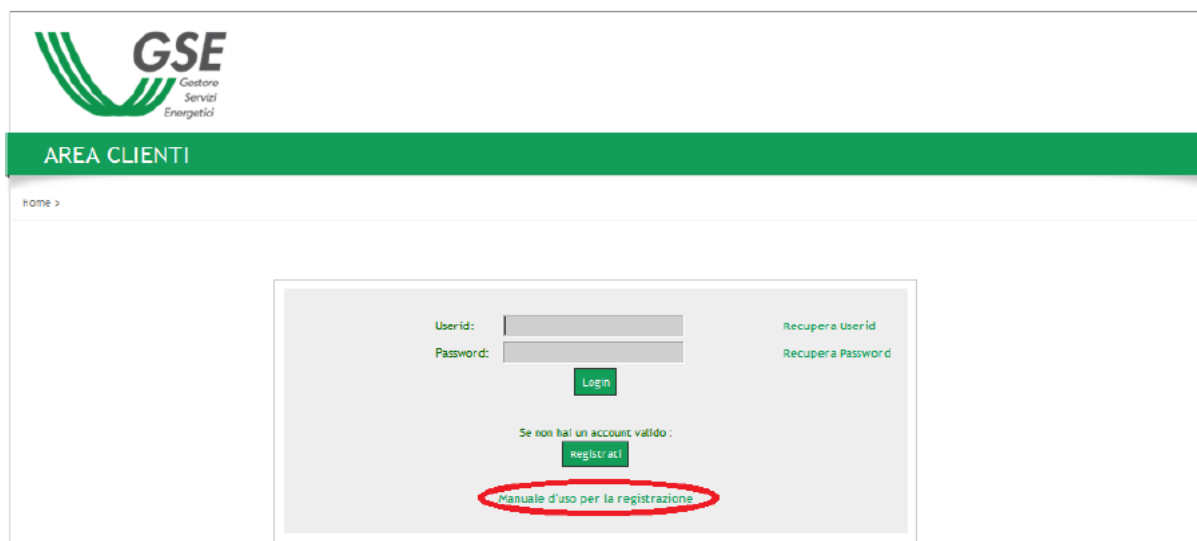 GSE
Gestore
Servizi
Energetici
AREA CLIENTI
Home >
Userid:
Recupera Userid
Password:
Recupera Password
Login
Se non hai un account valido :
Registrati
Manuale d'uso per la registrazione